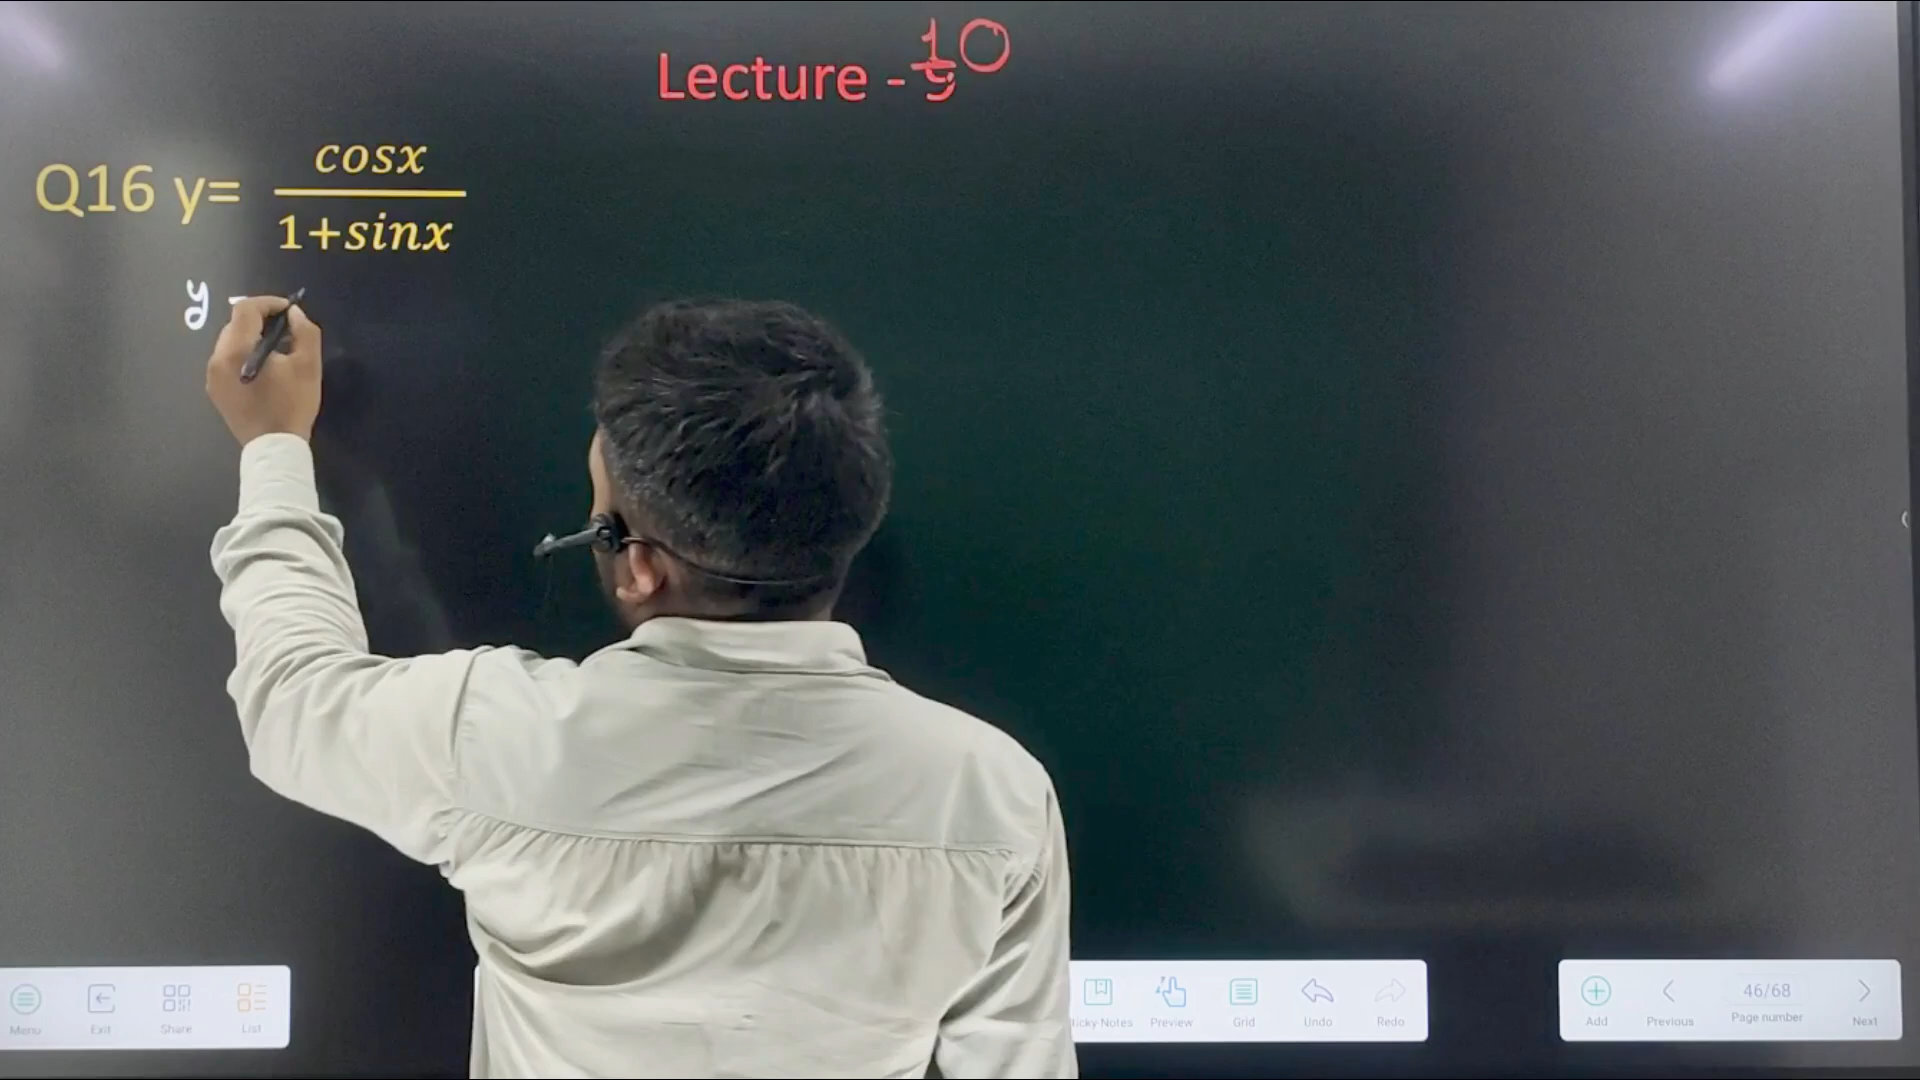 Lecture - 10
Q16 y= cosx
1+sinx
y =
Menu Exit Share List
ticky Notes Preview Grid Undo Redo
Add Previous 46/68 Page number Next